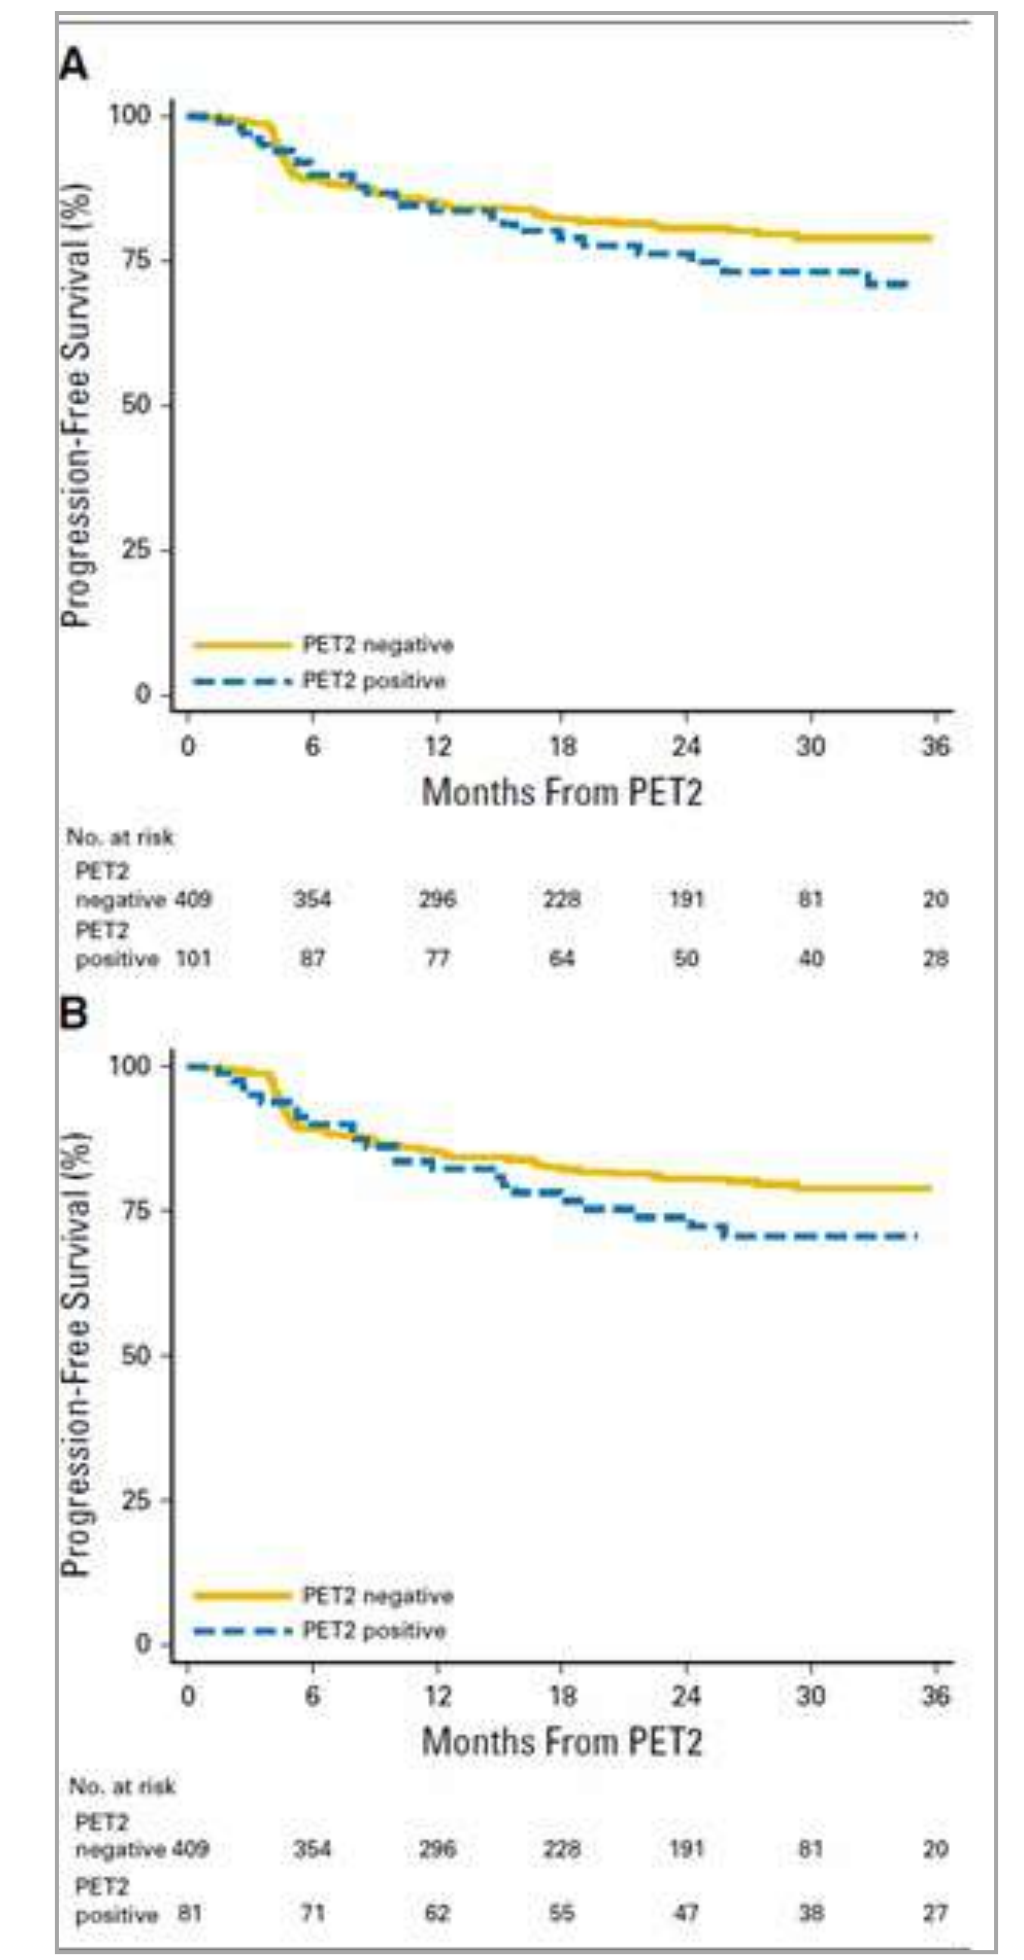 A
Progression-Free Survival (%)
100
75
50
25
0
PET2 negative
PET2 positive
0 6 12 18 24 30 36
Months From PET2
No. at risk
PET2
negative 409 354 296 228 191 81 20
PET2
positive 101 87 77 64 50 40 28
B
Progression-Free Survival (%)
100
75
50
25
0
PET2 negative
PET2 positive
0 6 12 18 24 30 36
Months From PET2
No. at risk
PET2
negative 409 354 296 228 191 81 20
PET2
positive 81 71 62 55 47 38 27